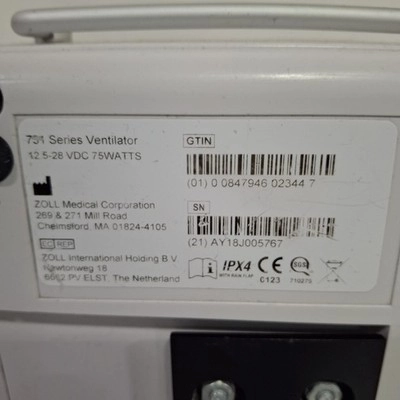 731 Series Ventilator
12.5-28 VDC 75WATTS
ZOLL Medical Corporation
269 & 271 Mill Road
Chelmsford, MA 01824-4105
EC REP
ZOLL International Holding B.V.
Newtonweg 18
6662 PV ELST, The Netherland
GTIN
(01) 0 0847946 02344 7
SN
(21) AY18J005767
IPX4
CE
0123
SGS